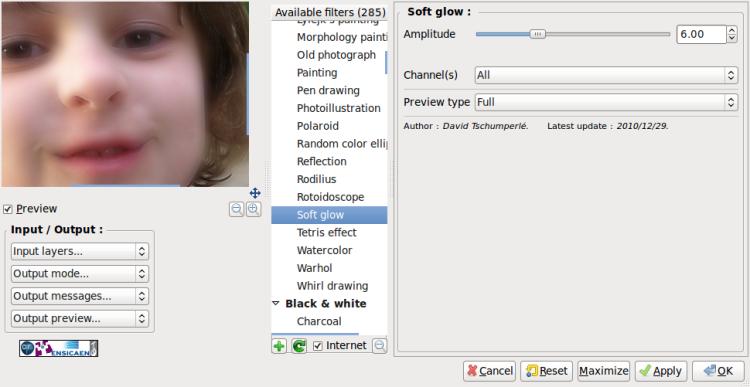 Available filters (285)
Lylejk's painting
Morphology painti
Old photograph
Painting
Pen drawing
Photoillustration
Polaroid
Random color elli
Reflection
Rodilius
Rotoidoscope
Soft glow
Tetris effect
Watercolor
Warhol
Whirl drawing
Black & white
Charcoal
Internet
Preview
Input / Output :
Input layers...
Output mode...
Output messages...
Output preview...
ENSICAEN
Soft glow :
Amplitude
6.00
Channel(s)
All
Preview type
Full
Author : David Tschumperlé. Latest update : 2010/12/29.
Cancel
Reset
Maximize
Apply
OK